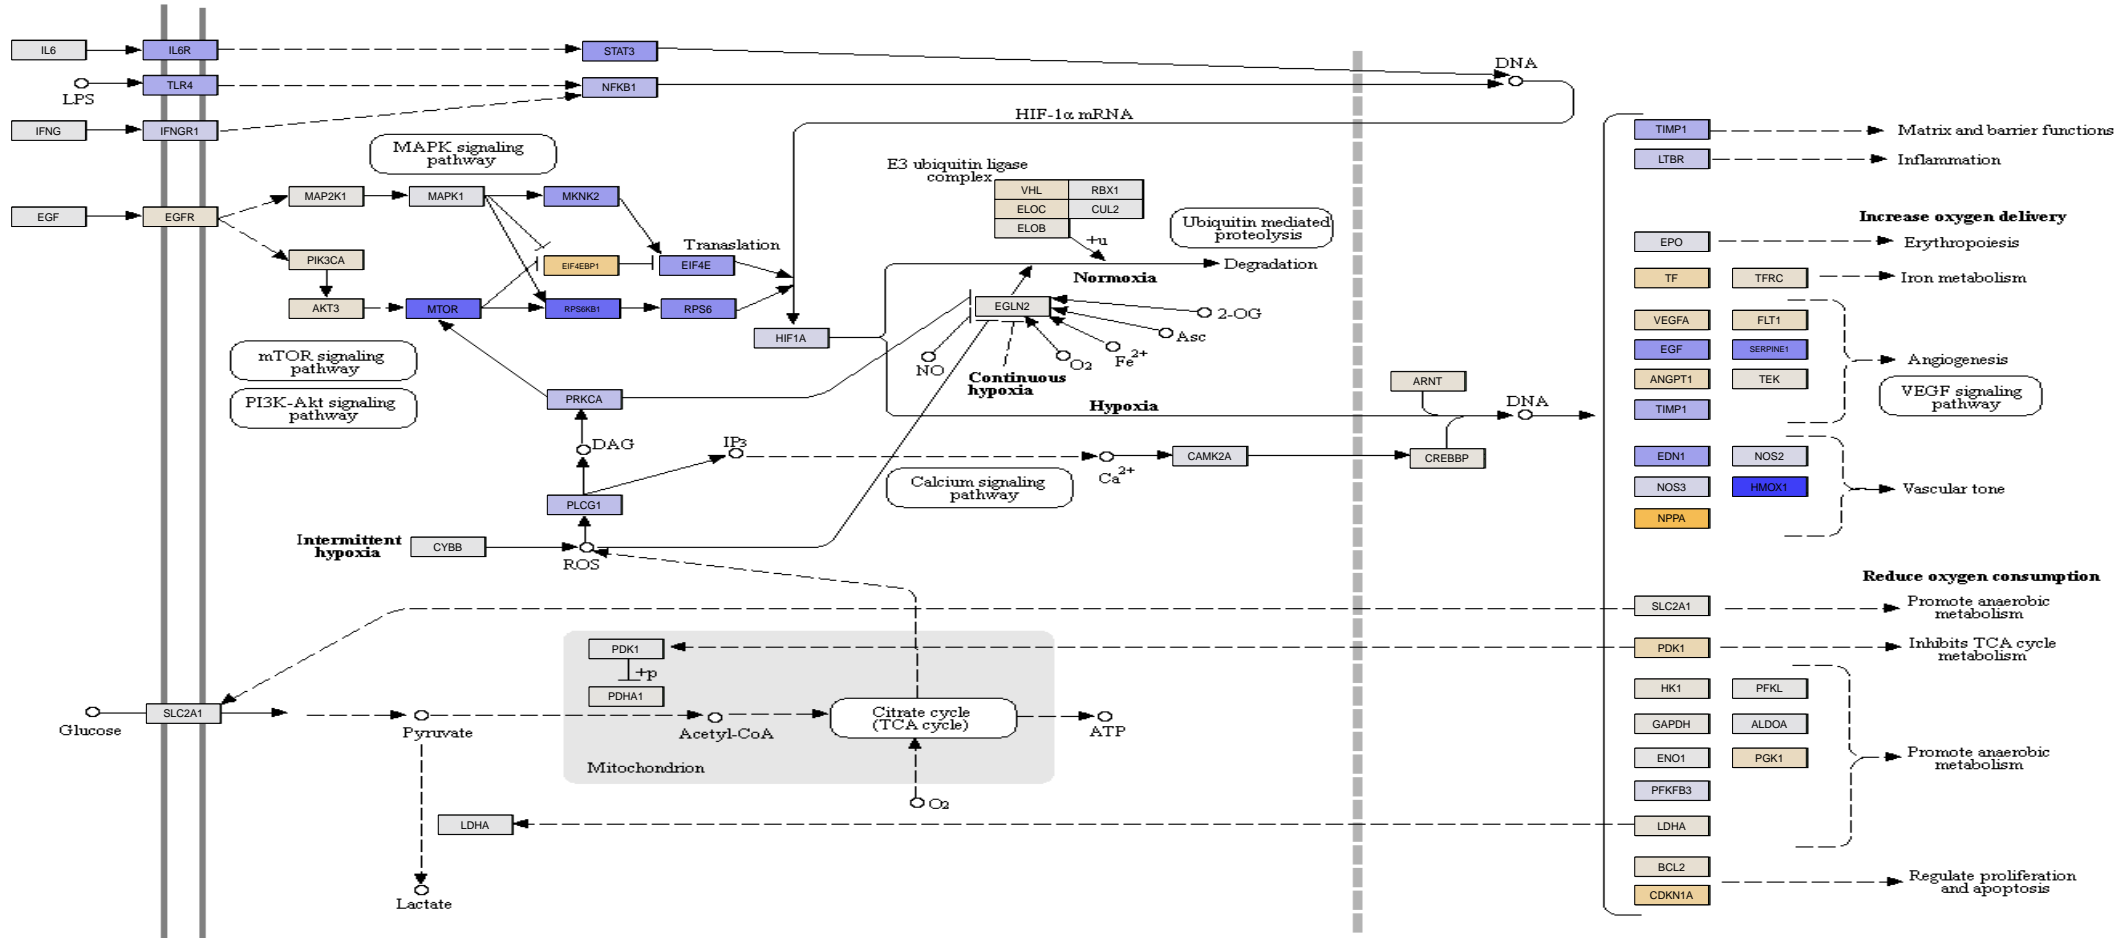 IL6
IL6R
STAT3
DNA
LPS
TLR4
NFKB1
IFNG
IFNGR1
HIF-1α mRNA
TIMP1
Matrix and barrier functions
LTBR
Inflammation
MAPK signaling
pathway
E3 ubiquitin ligase
complex
VHL
RBX1
ELOC
CUL2
ELOB
+u
Ubiquitin mediated
proteolysis
EGF
EGFR
MAP2K1
MAPK1
MKNK2
PIK3CA
EIF4EBP1
Tranaslation
EIF4E
AKT3
MTOR
RPS6KB1
RPS6
HIF1A
Normoxia
Degradation
EGLN2
2-OG
Asc
Fe2+
O2
NO
Continuous
hypoxia
Hypoxia
Increase oxygen delivery
EPO
Erythropoiesis
TF
TFRC
Iron metabolism
VEGFA
FLT1
EGF
SERPINE1
Angiogenesis
ANGPT1
TEK
VEGF signaling
pathway
TIMP1
mTOR signaling
pathway
PI3K-Akt signaling
pathway
PRKCA
DAG
IP3
ARNT
DNA
Ca2+
CAMK2A
CREBBP
Calcium signaling
pathway
PLCG1
EDN1
NOS2
NOS3
HMOX1
Vascular tone
NPPA
Intermittent
hypoxia
CYBB
ROS
Reduce oxygen consumption
SLC2A1
Promote anaerobic
metabolism
PDK1
+p
PDHA1
PDK1
Inhibits TCA cycle
metabolism
HK1
PFKL
GAPDH
ALDOA
ENO1
PGK1
Promote anaerobic
metabolism
PFKFB3
LDHA
Glucose
SLC2A1
Pyruvate
Acetyl-CoA
Citrate cycle
(TCA cycle)
ATP
Mitochondrion
O2
LDHA
Lactate
BCL2
CDKN1A
Regulate proliferation
and apoptosis